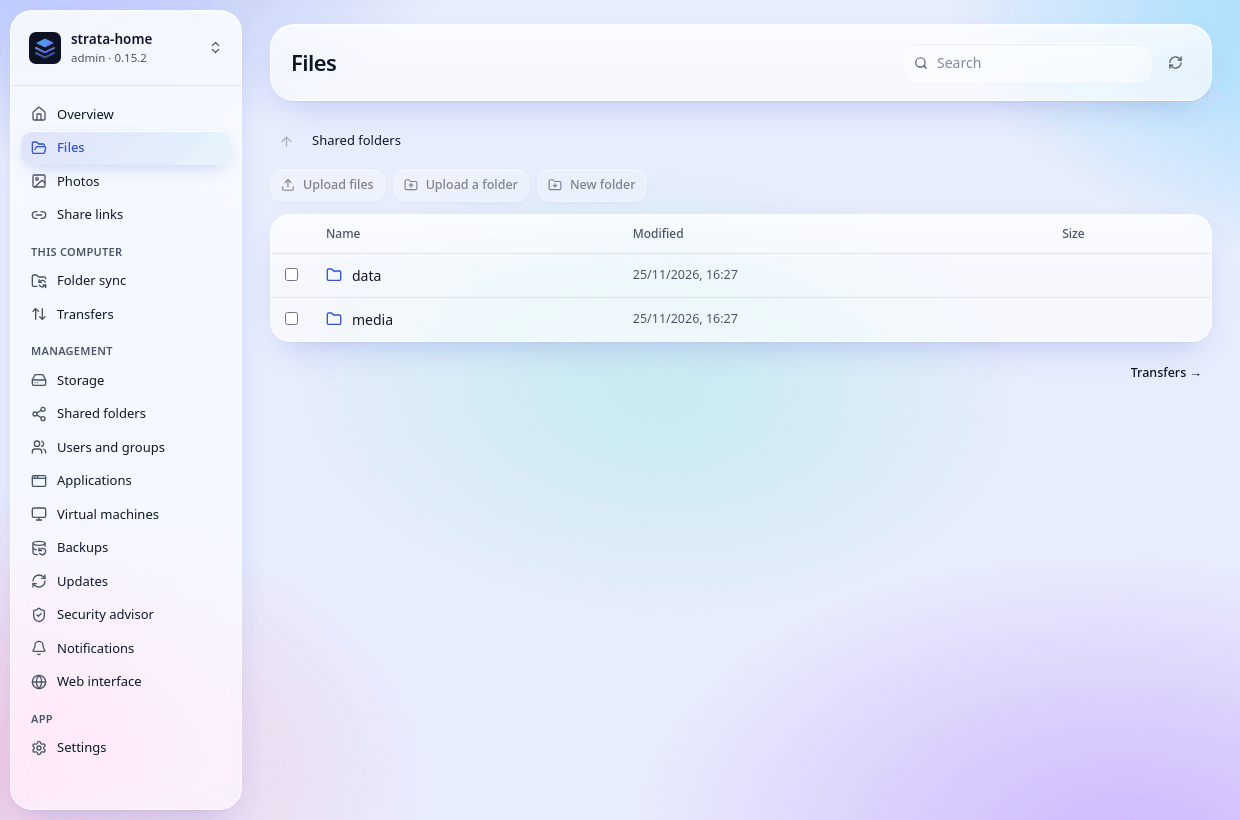 strata-home
admin · 0.15.2
Overview
Files
Photos
Share links
THIS COMPUTER
Folder sync
Transfers
MANAGEMENT
Storage
Shared folders
Users and groups
Applications
Virtual machines
Backups
Updates
Security advisor
Notifications
Web interface
APP
Settings
Files
Search
Shared folders
Upload files
Upload a folder
New folder
Name Modified Size
data 25/11/2026, 16:27
media 25/11/2026, 16:27
Transfers →